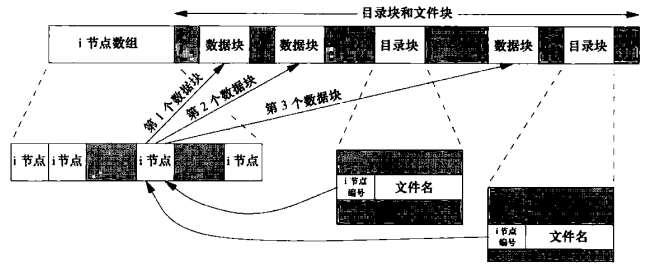 目录块和文件块
i 节点数组
数据块
数据块
目录块
数据块
目录块
第 1 个数据块
第 2 个数据块
第 3 个数据块
i 节点
i 节点
i 节点
i 节点
i 节点
编号
文件名
i 节点
编号
文件名